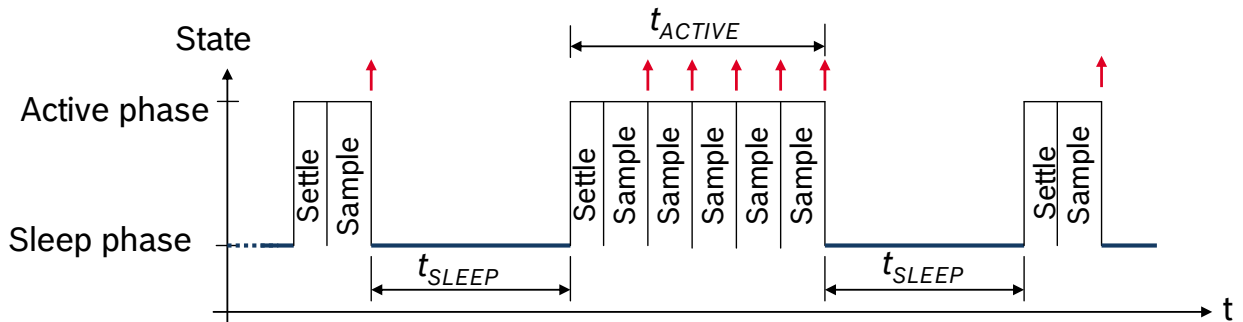 t_ACTIVE
State
Active phase
Settle
Sample
Settle
Sample
Sample
Sample
Sample
Sample
Settle
Sample
Sleep phase
t_SLEEP
t_SLEEP
t